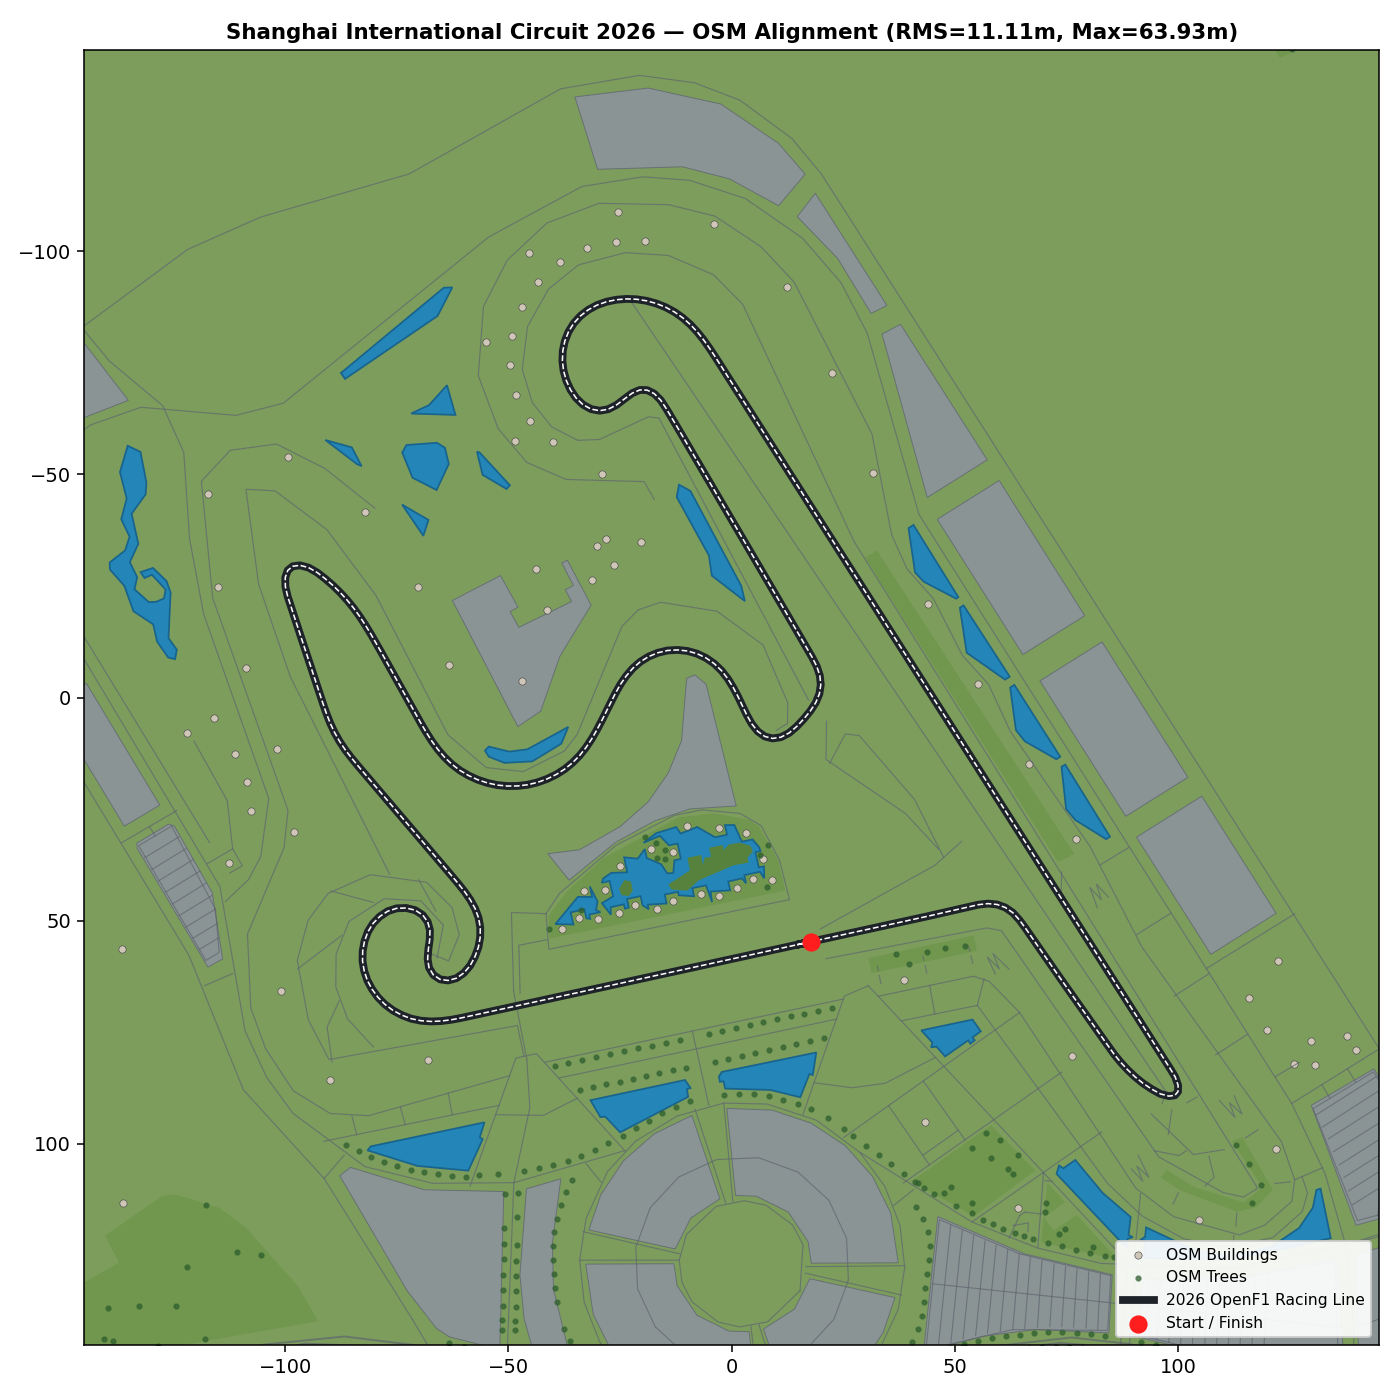 Shanghai International Circuit 2026 — OSM Alignment (RMS=11.11m, Max=63.93m)
−100
−50
0
50
100
−100
−50
0
50
100
OSM Buildings
OSM Trees
2026 OpenF1 Racing Line
Start / Finish